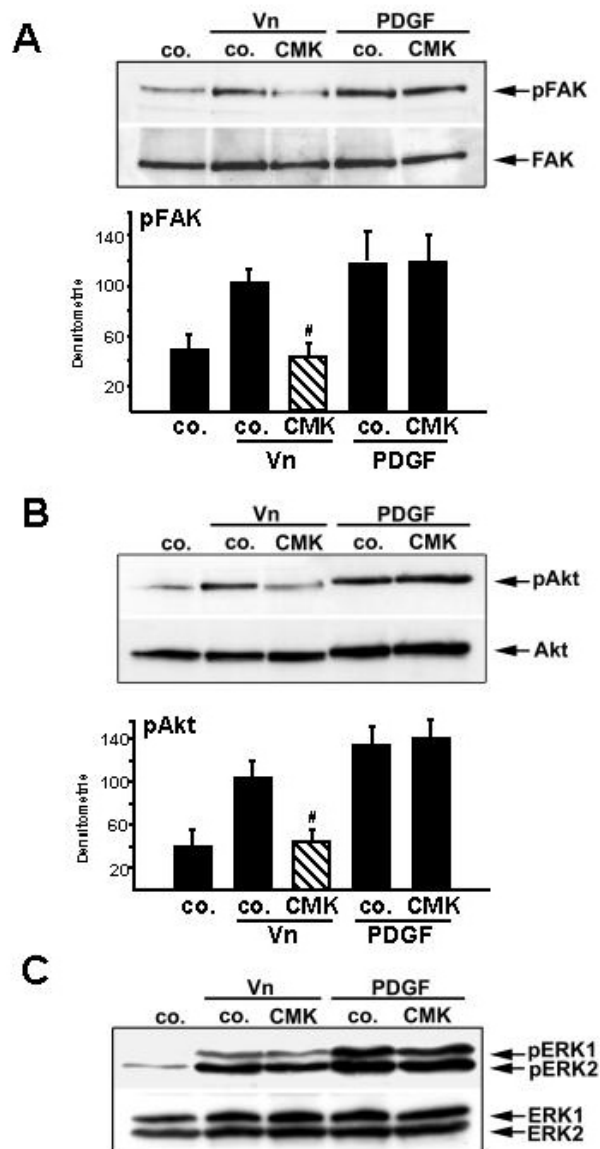 A
Vn PDGF
co. co. CMK co. CMK
pFAK
FAK
pFAK
Densitometrie
140
100
60
20
#
co. co. CMK co. CMK
Vn PDGF
B
Vn PDGF
co. co. CMK co. CMK
pAkt
Akt
pAkt
Densitometrie
140
100
60
20
#
co. co. CMK co. CMK
Vn PDGF
C
Vn PDGF
co. co. CMK co. CMK
pERK1
pERK2
ERK1
ERK2